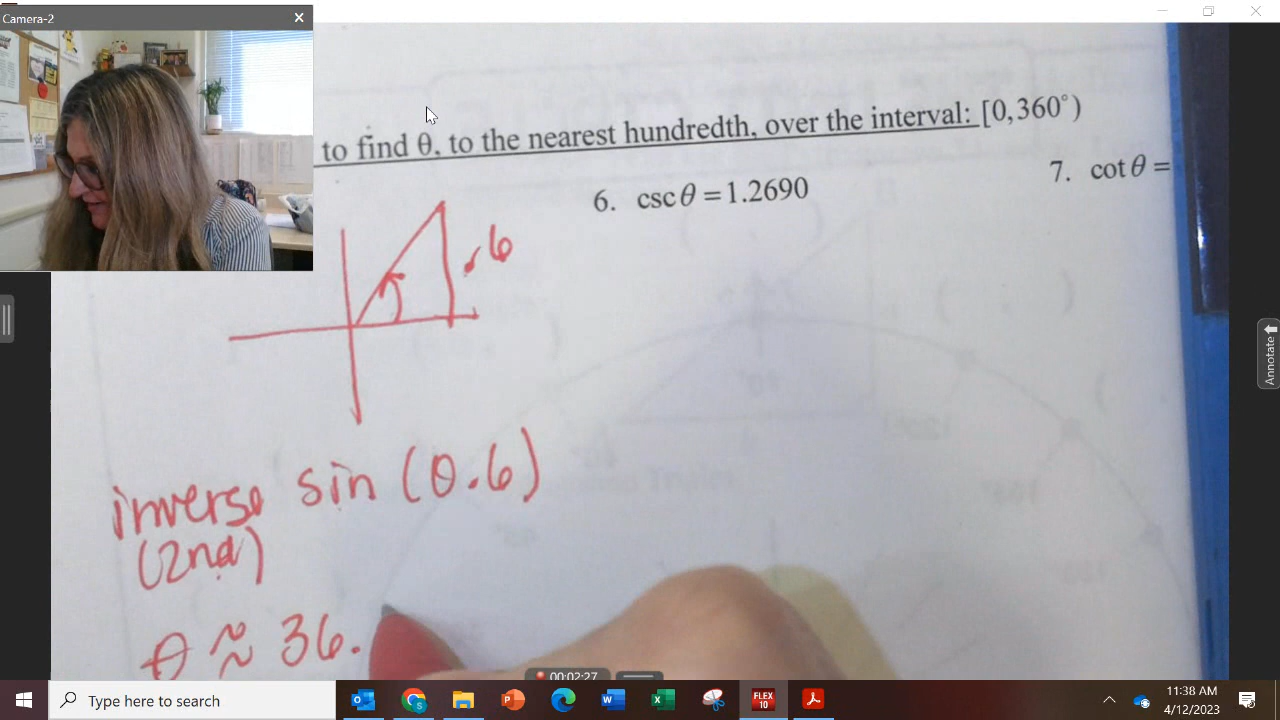 Camera-2
to find θ, to the nearest hundredth, over the interval: [0,360°)
6. csc θ = 1.2690
7. cot θ =
.6
inverse sin (0.6)
(2nd)
θ ≈ 36.
Annotate
00:02:27
Type here to search
FLEX
10
11:38 AM
4/12/2023